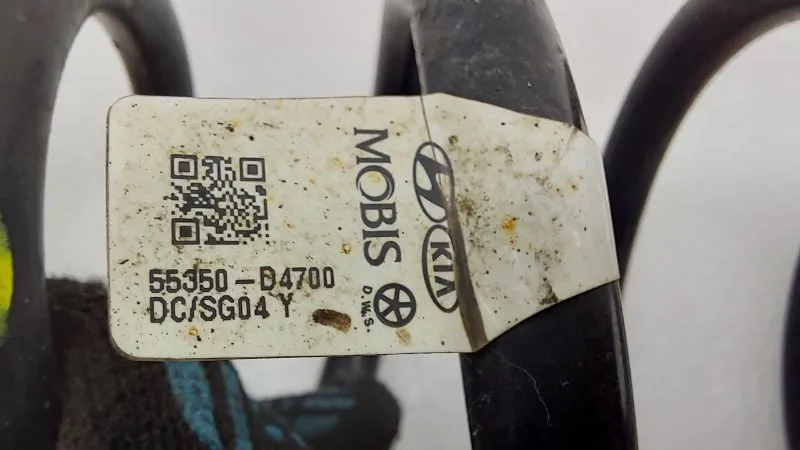 55350-D4700
DC/SG04 Y
MOBIS
D.W.S.
KIA